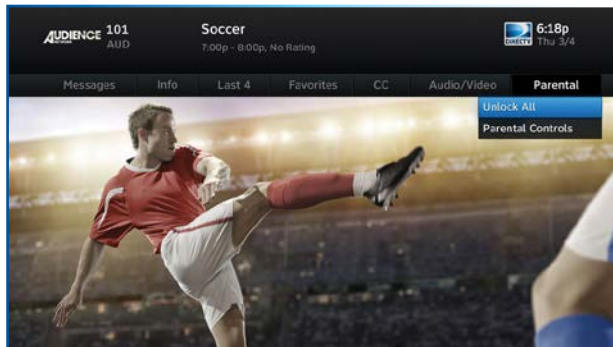 AUDIENCE NETWORK 101
AUD
Soccer
7:00p - 8:00p, No Rating
DIRECTV
6:18p
Thu 3/4
Messages Info Last 4 Favorites CC Audio/Video Parental
Unlock All
Parental Controls